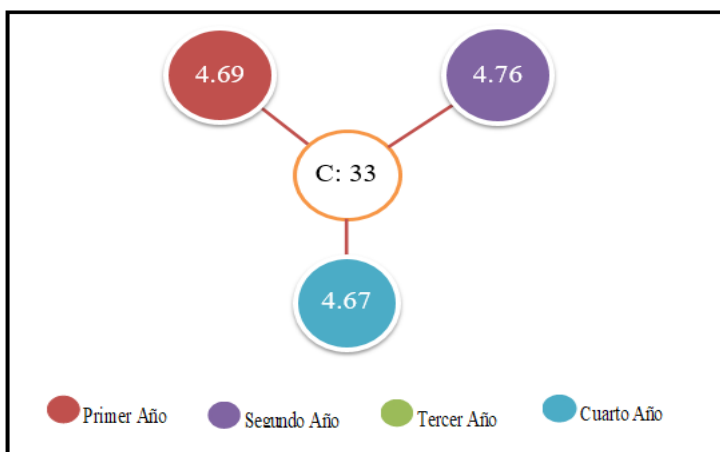 4.69
4.76
C: 33
4.67
Primer Año
Segundo Año
Tercer Año
Cuarto Año